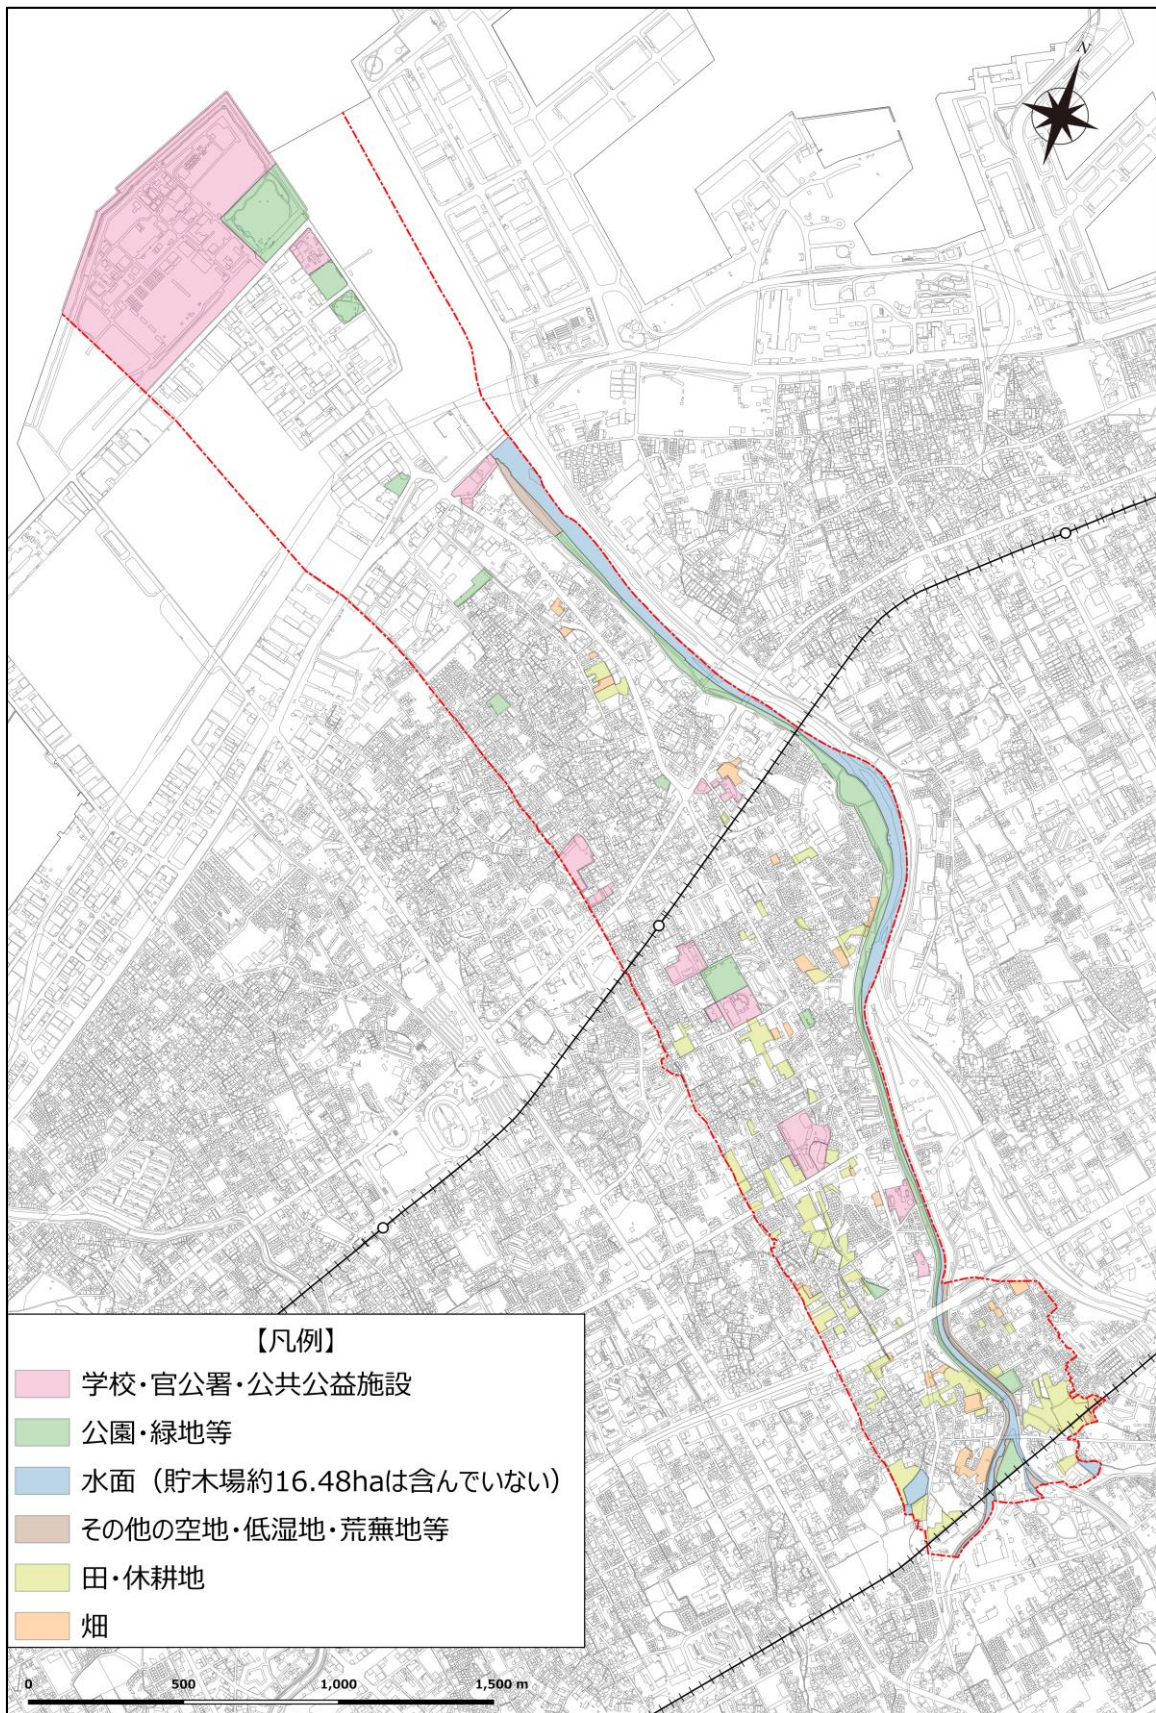 N
【凡例】
学校・官公署・公共公益施設
公園・緑地等
水面（貯木場約16.48haは含んでいない）
その他の空地・低湿地・荒蕪地等
田・休耕地
畑
0 500 1,000 1,500 m